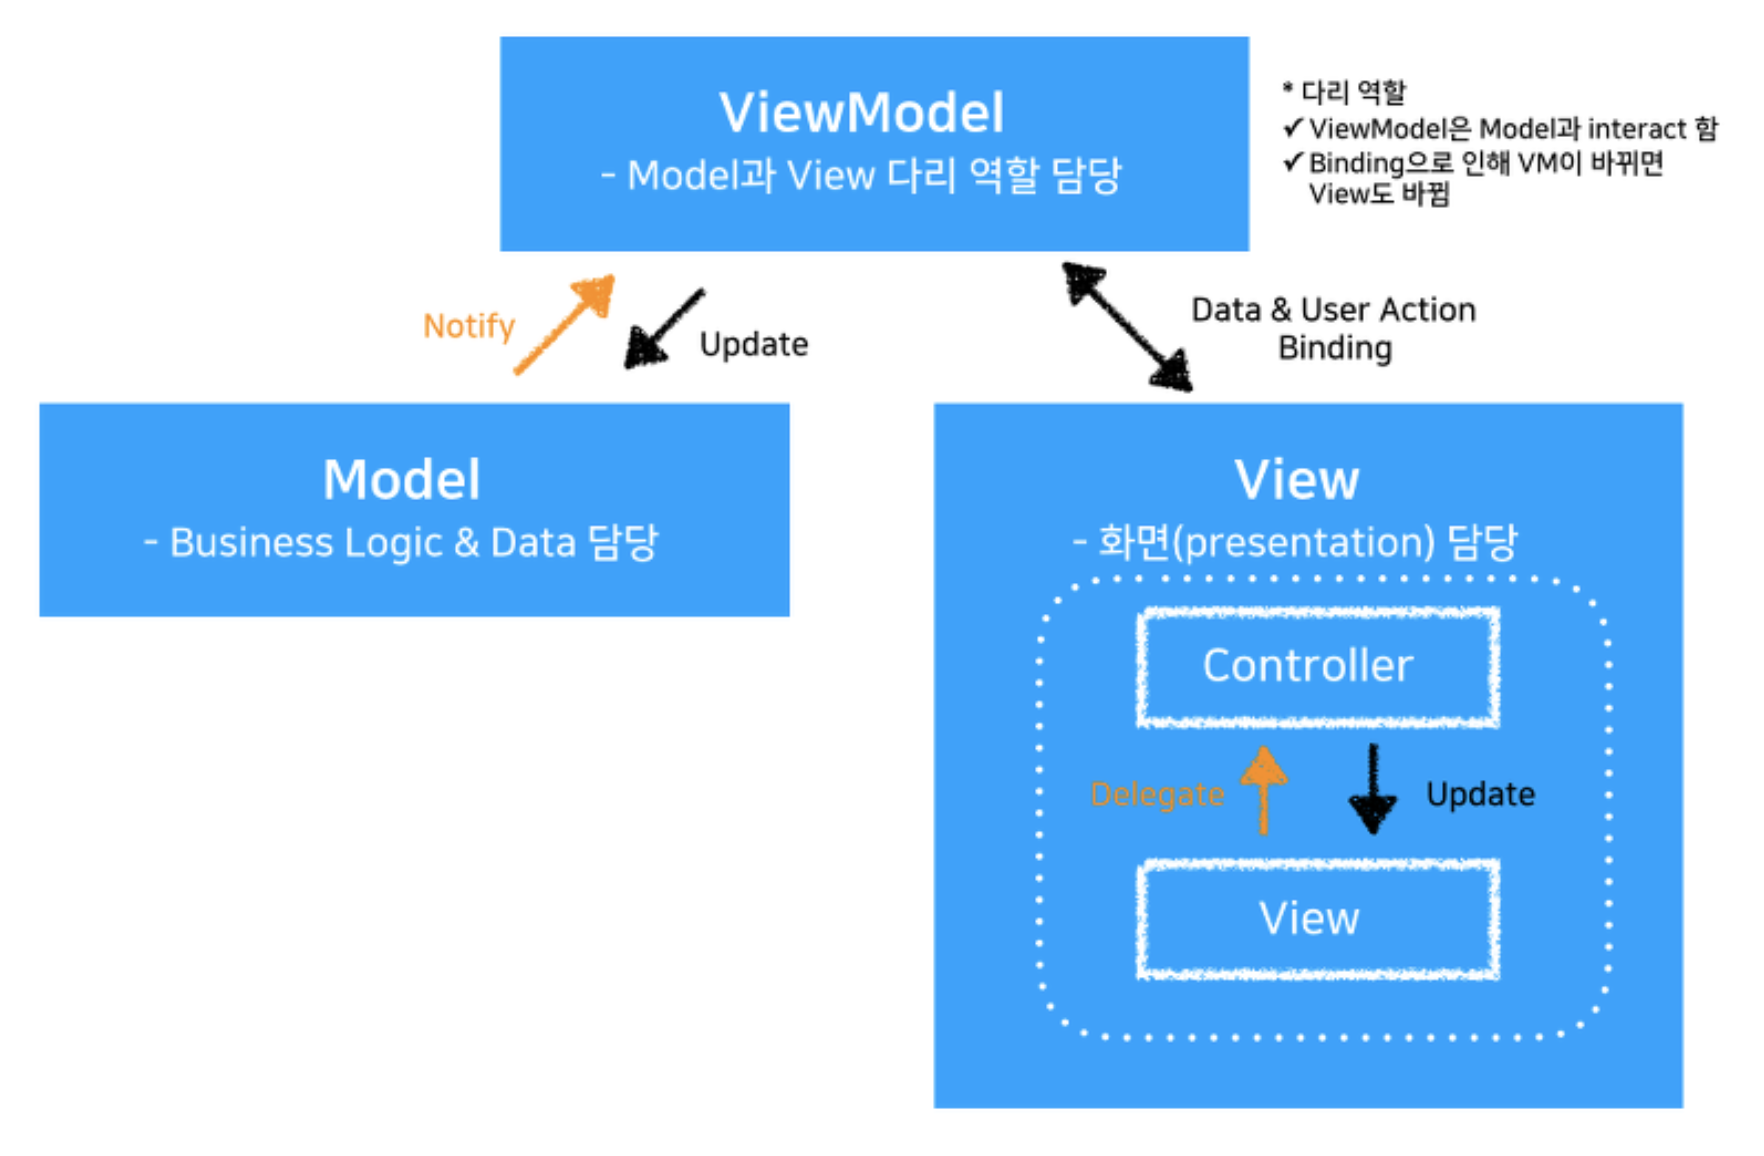 ViewModel
- Model과 View 다리 역할 담당
* 다리 역할
✓ ViewModel은 Model과 interact 함
✓ Binding으로 인해 VM이 바뀌면
View도 바뀜
Notify
Update
Data & User Action
Binding
Model
- Business Logic & Data 담당
View
- 화면(presentation) 담당
Controller
Delegate
Update
View